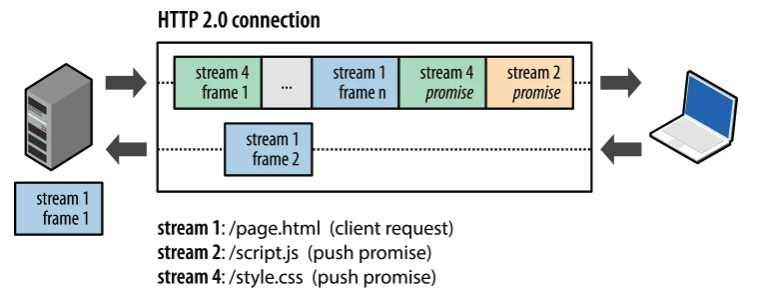 HTTP 2.0 connection
stream 4
frame 1
...
stream 1
frame n
stream 4
promise
stream 2
promise
stream 1
frame 2
stream 1
frame 1
stream 1: /page.html (client request)
stream 2: /script.js (push promise)
stream 4: /style.css (push promise)